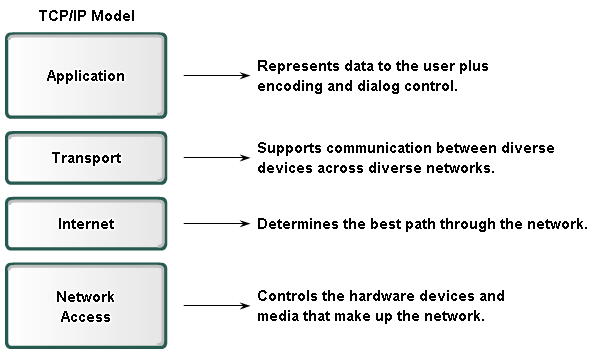 TCP/IP Model
Application
Represents data to the user plus
encoding and dialog control.
Transport
Supports communication between diverse
devices across diverse networks.
Internet
Determines the best path through the network.
Network
Access
Controls the hardware devices and
media that make up the network.